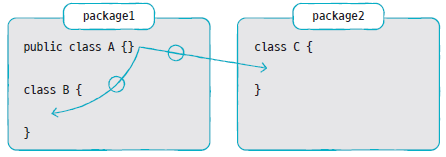 package1
public class A {}
class B {
}
package2
class C {
}